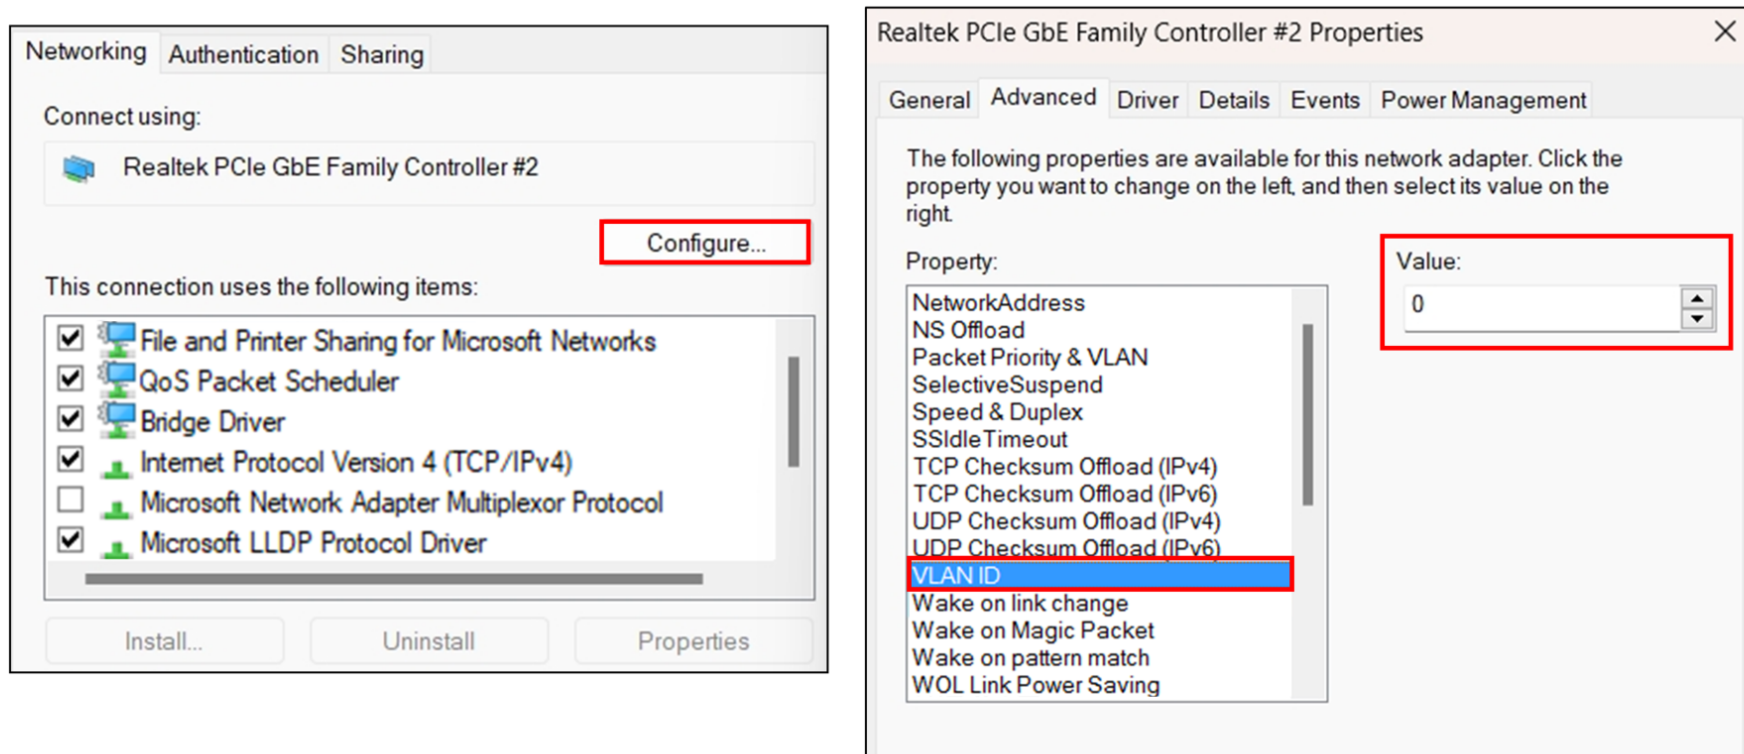 Networking Authentication Sharing
Connect using:
Realtek PCIe GbE Family Controller #2
Configure...
This connection uses the following items:
File and Printer Sharing for Microsoft Networks
QoS Packet Scheduler
Bridge Driver
Internet Protocol Version 4 (TCP/IPv4)
Microsoft Network Adapter Multiplexor Protocol
Microsoft LLDP Protocol Driver
Install... Uninstall Properties
Realtek PCIe GbE Family Controller #2 Properties
General Advanced Driver Details Events Power Management
The following properties are available for this network adapter. Click the
property you want to change on the left, and then select its value on the
right.
Property:
Value:
0
NetworkAddress
NS Offload
Packet Priority & VLAN
SelectiveSuspend
Speed & Duplex
SSIdleTimeout
TCP Checksum Offload (IPv4)
TCP Checksum Offload (IPv6)
UDP Checksum Offload (IPv4)
UDP Checksum Offload (IPv6)
VLAN ID
Wake on link change
Wake on Magic Packet
Wake on pattern match
WOL Link Power Saving